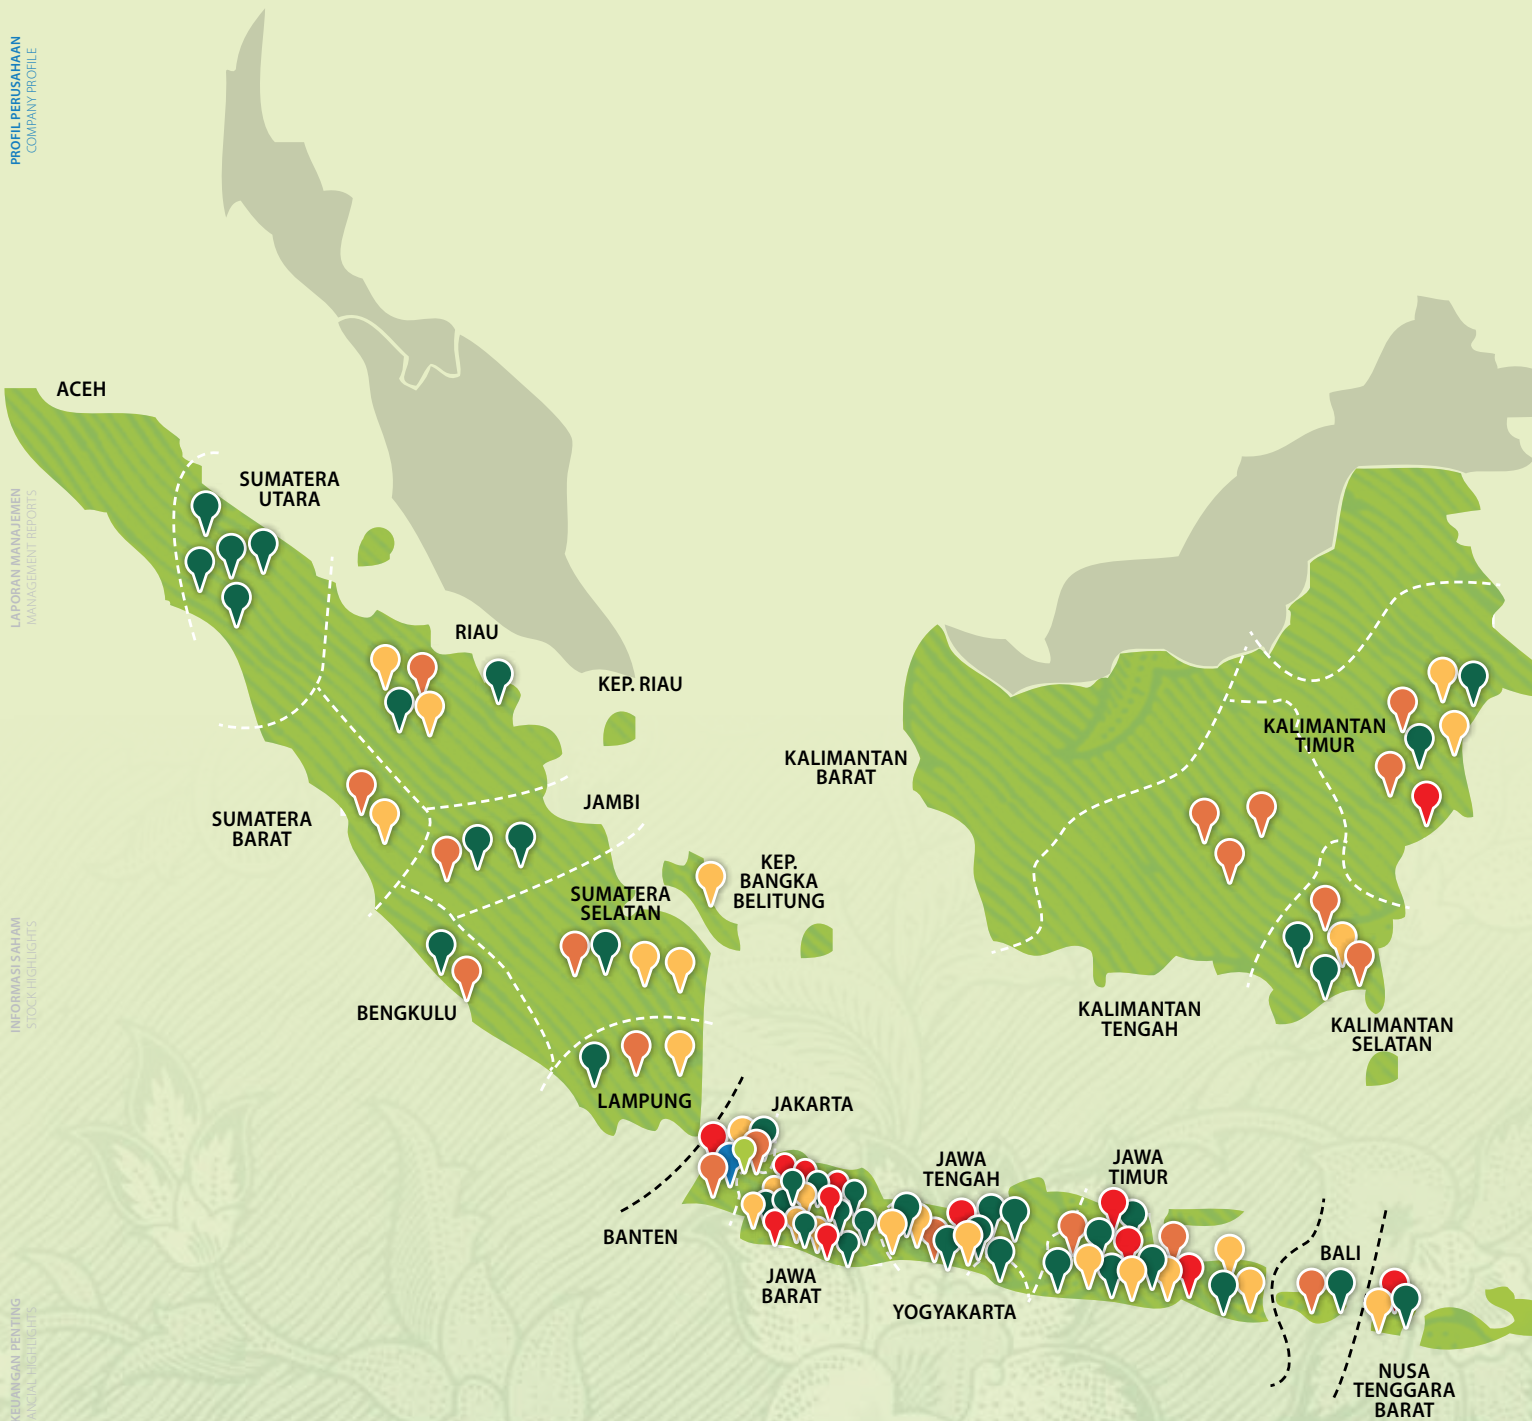 PROFIL PERUSAHAAN
COMPANY PROFILE
LAPORAN MANAJEMEN
MANAGEMENT REPORTS
INFORMASI SAHAM
STOCK HIGHLIGHTS
KEUANGAN PENTING
HIGHLIGHTS
ACEH
SUMATERA
UTARA
RIAU
KEP. RIAU
SUMATERA
BARAT
JAMBI
KEP.
BANGKA
BELITUNG
SUMATERA
SELATAN
BENGKULU
LAMPUNG
KALIMANTAN
BARAT
KALIMANTAN
TIMUR
KALIMANTAN
TENGAH
KALIMANTAN
SELATAN
JAKARTA
BANTEN
JAWA
BARAT
JAWA
TENGAH
YOGYAKARTA
JAWA
TIMUR
BALI
NUSA
TENGGARA
BARAT